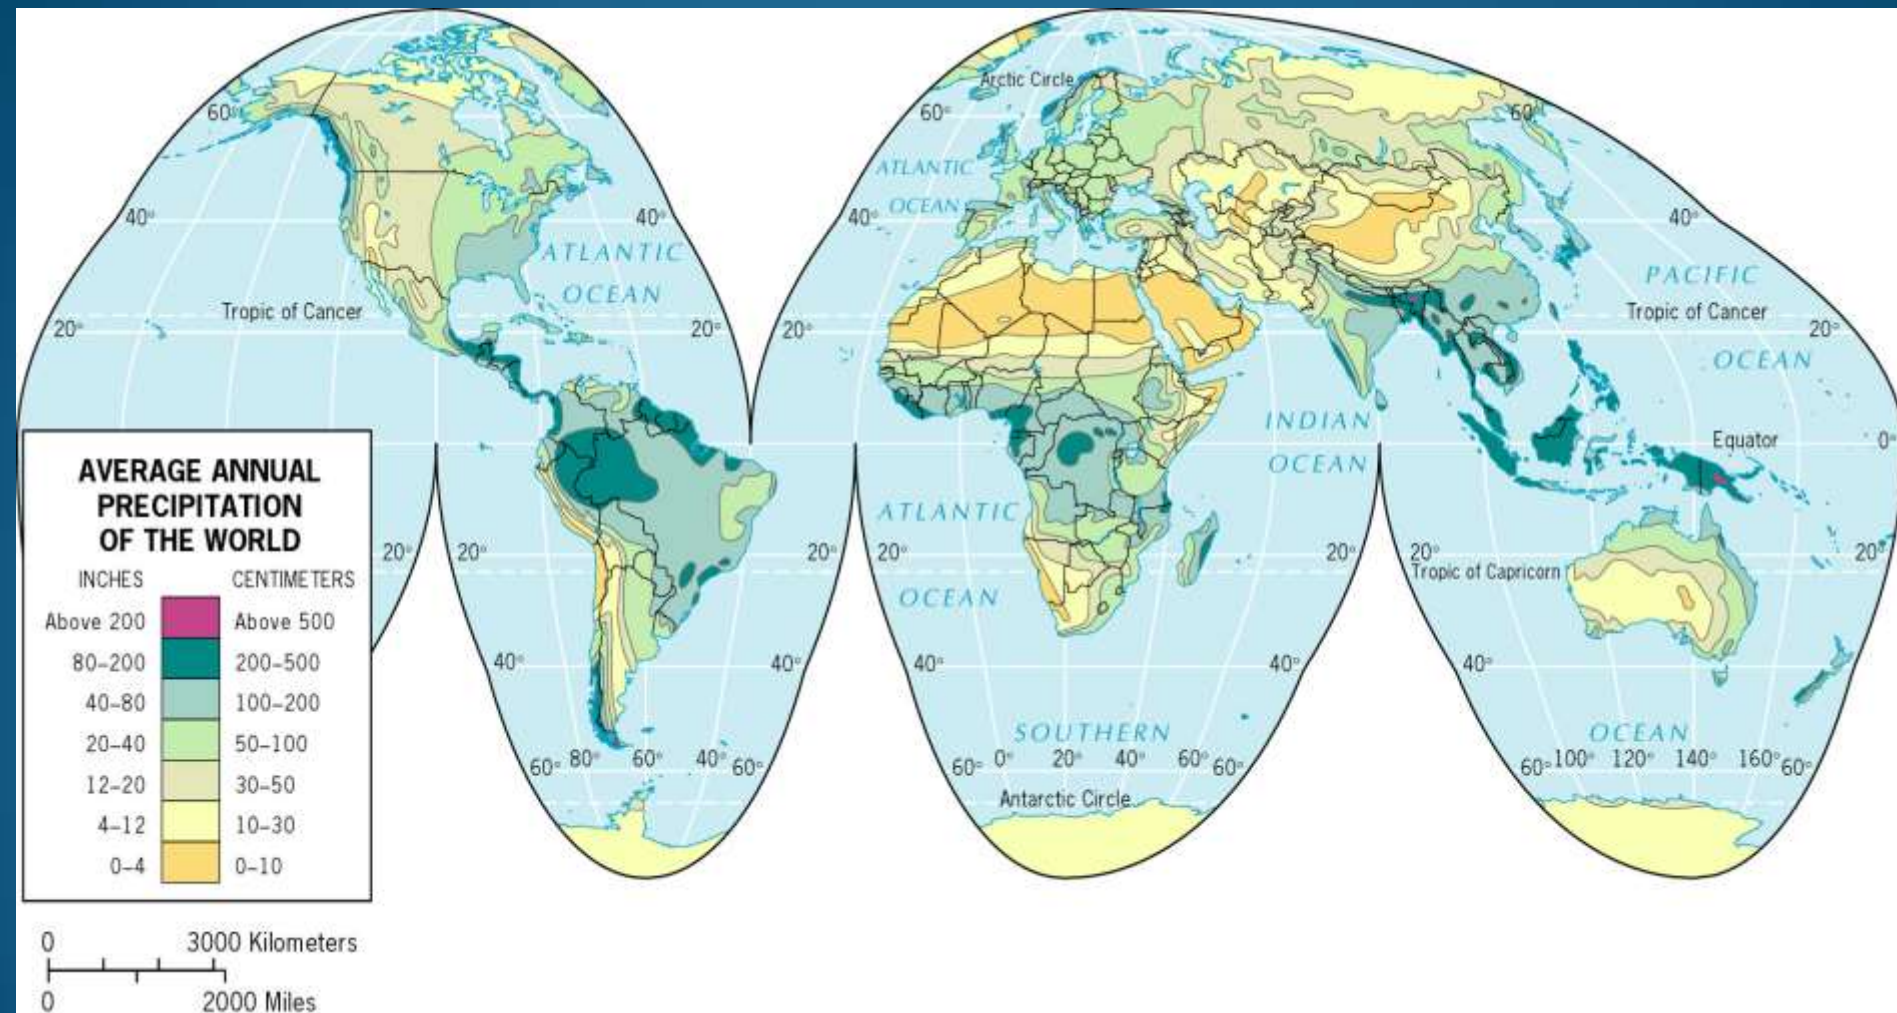 Arctic Circle
60°
60°
60°
ATLANTIC
OCEAN
40°
40°
40°
40°
ATLANTIC
OCEAN
PACIFIC
Tropic of Cancer
Tropic of Cancer
20°
20°
20°
20°
OCEAN
INDIAN
OCEAN
Equator
0°
AVERAGE ANNUAL
PRECIPITATION
OF THE WORLD
INCHES
CENTIMETERS
Above 200
Above 500
80–200
200–500
40–80
100–200
20–40
50–100
12–20
30–50
4–12
10–30
0–4
0–10
ATLANTIC
OCEAN
20°
20°
20°
20°
20°
20°
20°
Tropic of Capricorn
40°
40°
40°
40°
40°
SOUTHERN
OCEAN
60° 80° 60° 40° 60°
60° 0° 20° 40° 60° 60°
60° 100° 120° 140° 160° 60°
Antarctic Circle
0
3000 Kilometers
0
2000 Miles